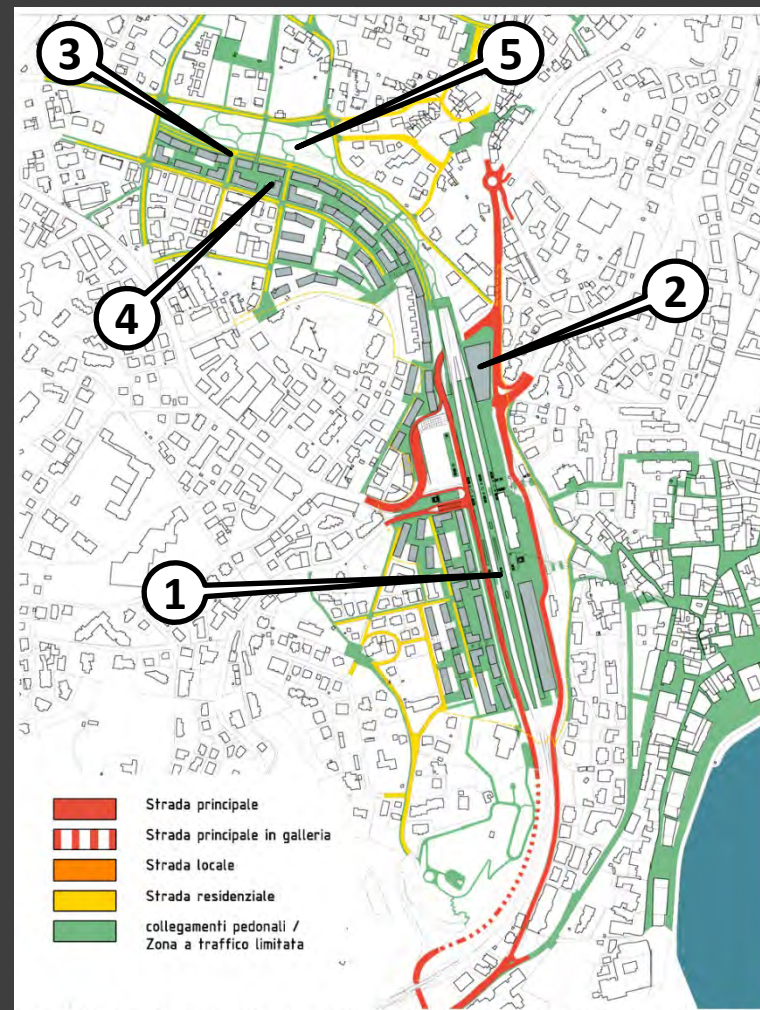 3
5
4
2
1
Strada principale
Strada principale in galleria
Strada locale
Strada residenziale
collegamenti pedonali /
Zona a traffico limitata